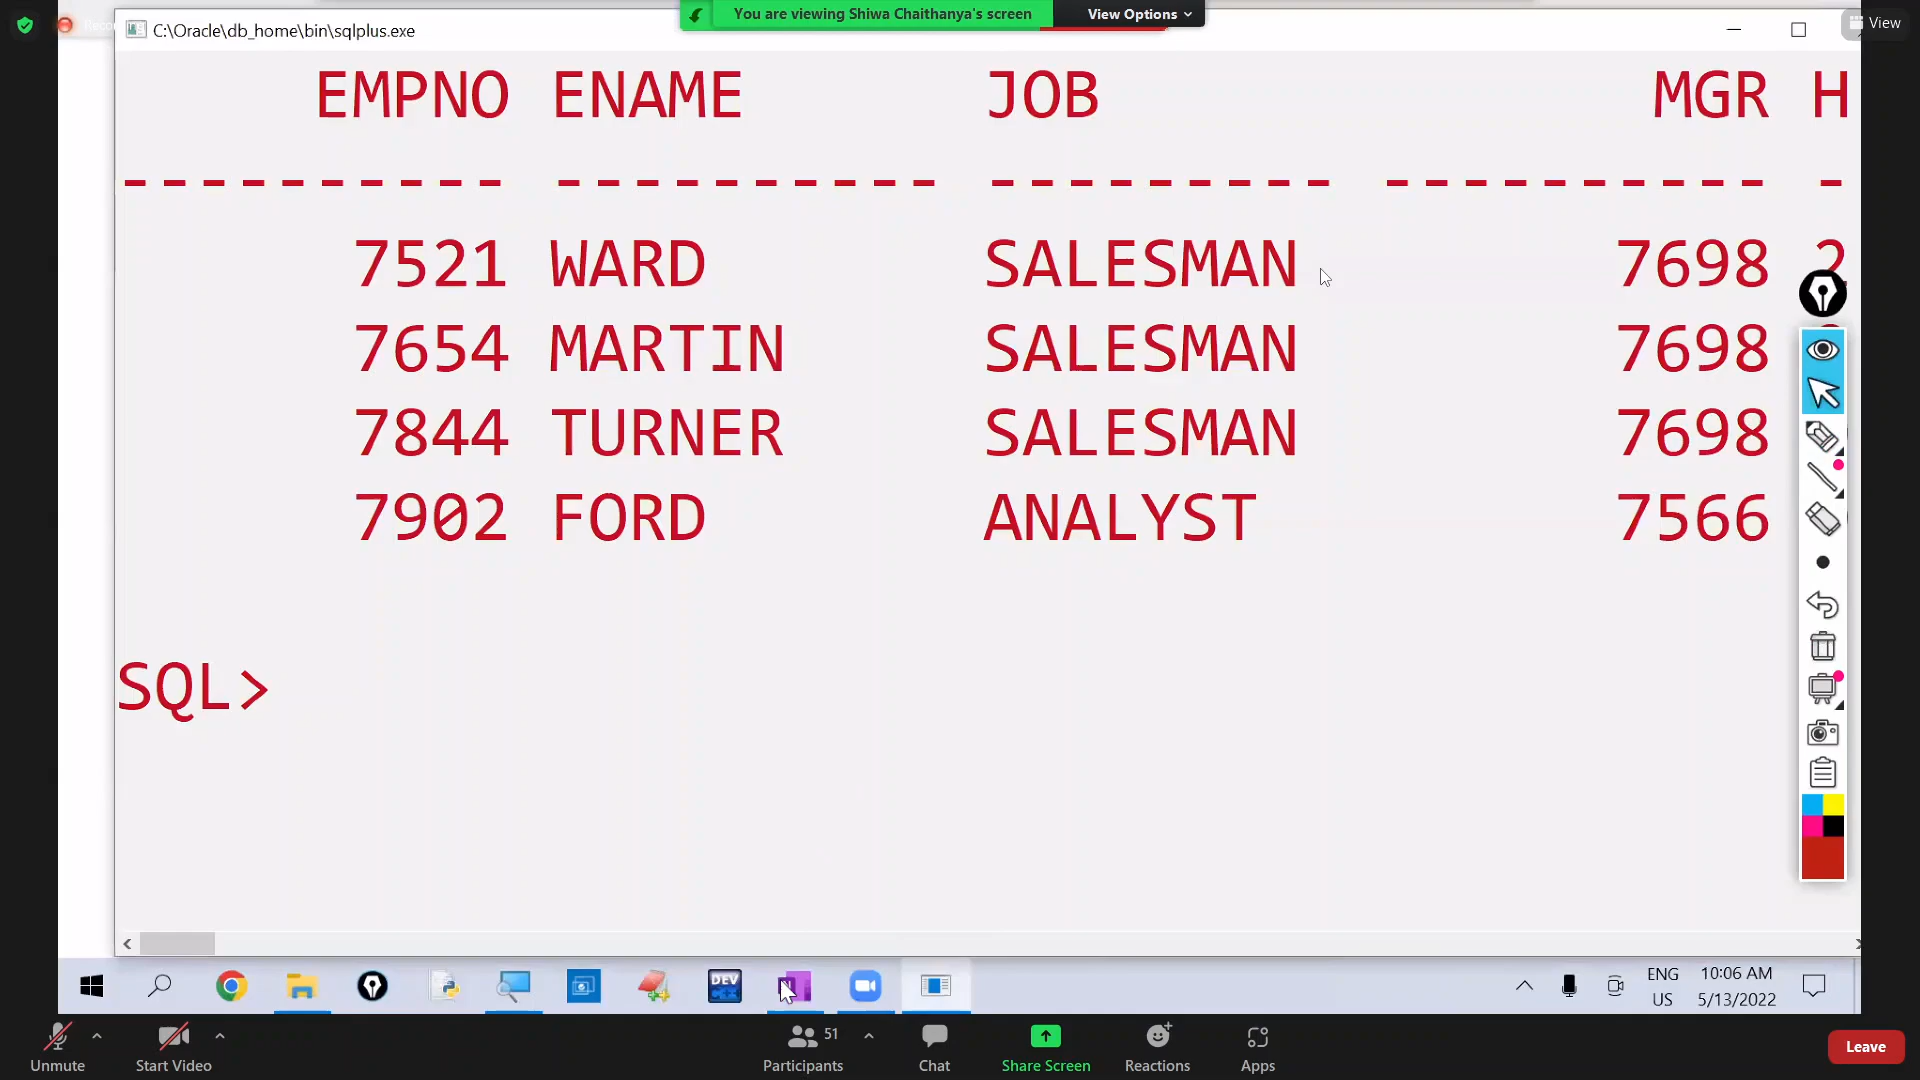 You are viewing Shiwa Chaithanya's screen
View Options
View
C:\Oracle\db_home\bin\sqlplus.exe
EMPNO ENAME JOB MGR H
---------- ---------- --------- ---------- -
7521 WARD SALESMAN 7698 2
7654 MARTIN SALESMAN 7698
7844 TURNER SALESMAN 7698
7902 FORD ANALYST 7566
SQL>
DEV
ENG
US
10:06 AM
5/13/2022
Unmute
Start Video
51
Participants
Chat
Share Screen
Reactions
Apps
Leave